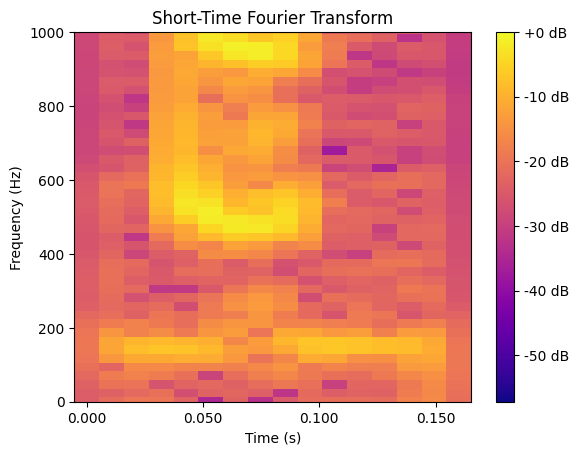 Short-Time Fourier Transform
1000
800
600
400
200
0
Frequency (Hz)
0.000
0.050
0.100
0.150
Time (s)
+0 dB
-10 dB
-20 dB
-30 dB
-40 dB
-50 dB